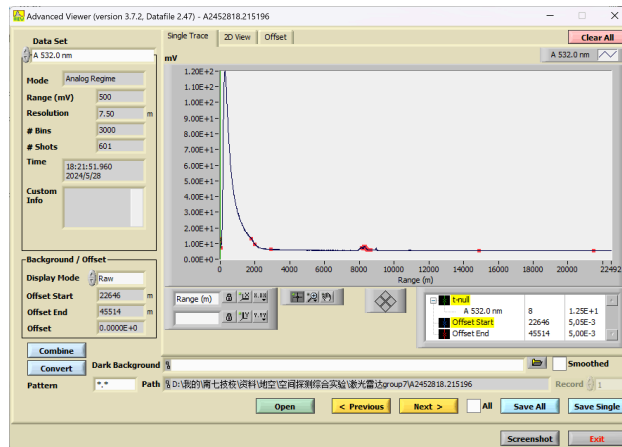 Advanced Viewer (version 3.7.2, Datafile 2.47) - A2452818.215196
Data Set
A 532.0 nm
Mode Analog Regime
Range (mV) 500
Resolution 7.50 m
# Bins 3000
# Shots 601
Time 18:21:51.960
2024/5/28
Custom
Info
Background / Offset
Display Mode Raw
Offset Start 22646 m
Offset End 45514 m
Offset 0.0000E+0
Combine
Convert
Pattern *.*
Single Trace 2D View Offset
Clear All
mV
A 532.0 nm
1.20E+2
1.10E+2
1.00E+2
9.00E+1
8.00E+1
7.00E+1
6.00E+1
5.00E+1
4.00E+1
3.00E+1
2.00E+1
1.00E+1
0.00E+0
0 2000 4000 6000 8000 10000 12000 14000 16000 18000 20000 22492
Range (m)
Range (m)
t-null
A 532.0 nm 8 1.25E+1
Offset Start 22646 5,05E-3
Offset End 45514 5,00E-3
Dark Background
Smoothed
Path D:\我的\南七技校\资料\地空\空间探测综合实验\激光雷达group7\A2452818.215196
Record 1
Open < Previous Next > All Save All Save Single
Screenshot Exit